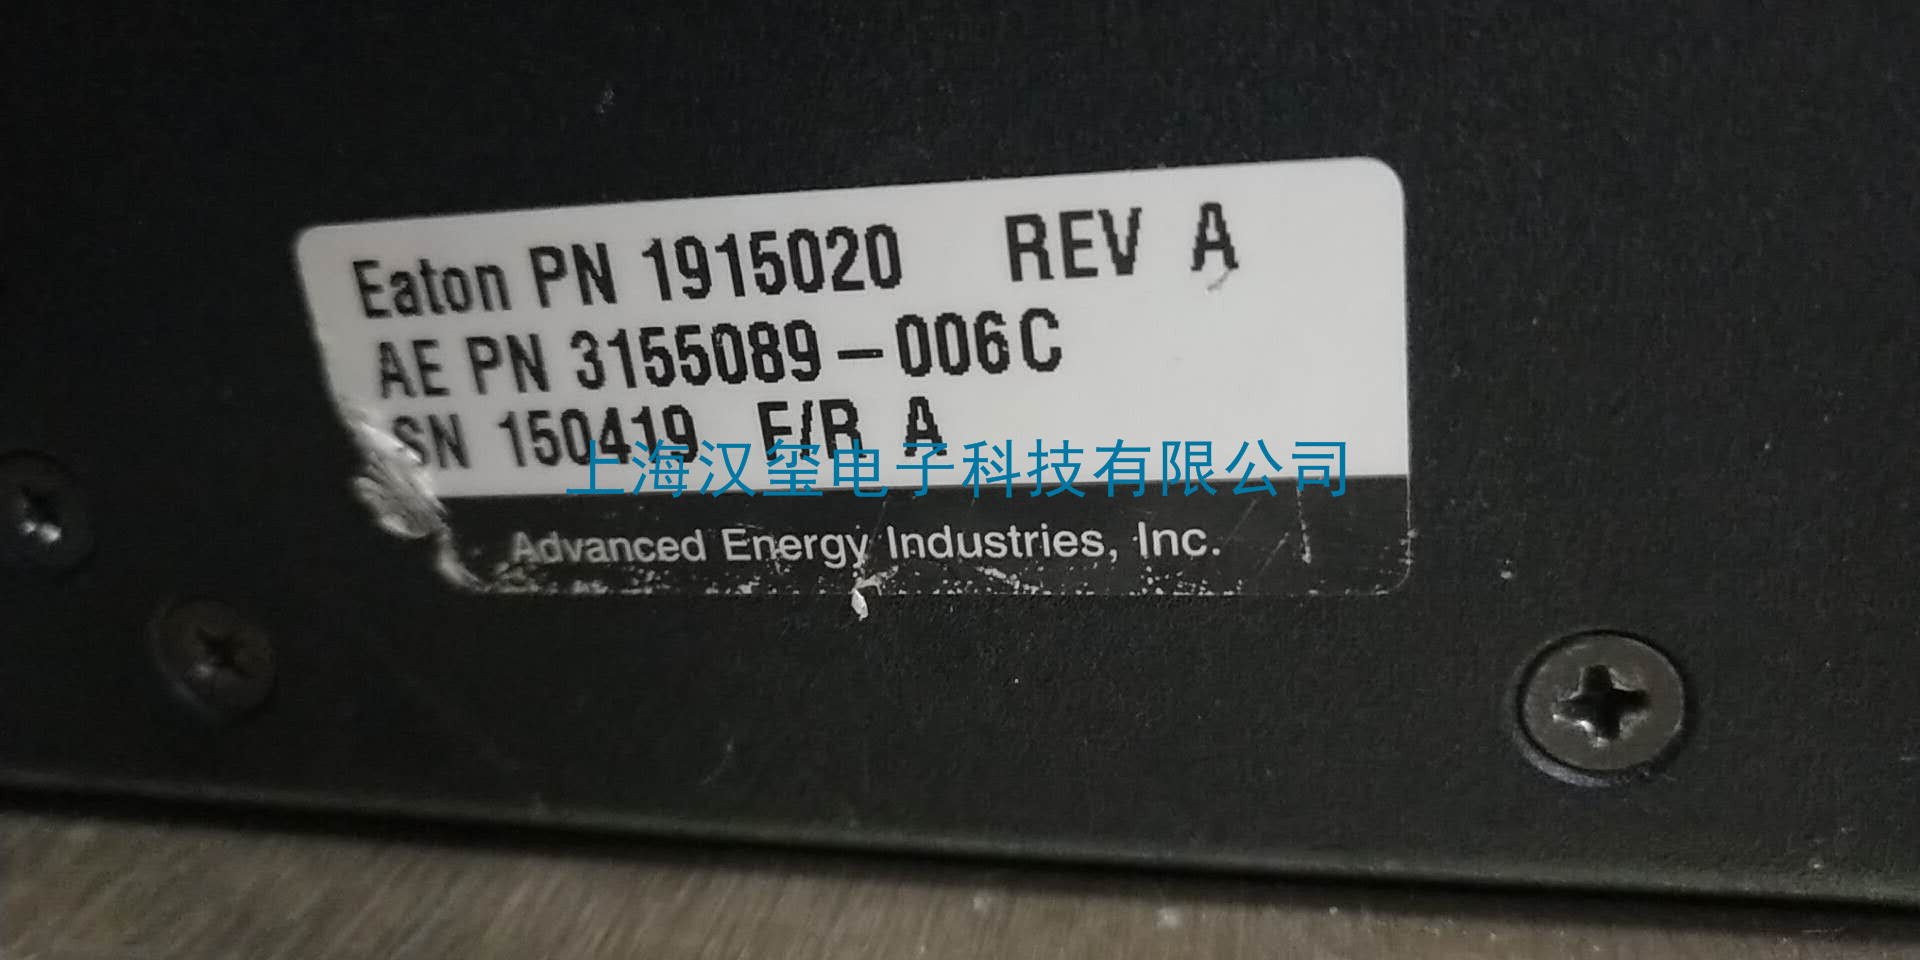 Eaton PN 1915020 REV A
AE PN 3155089-006C
SN 150419 F/R A
上海汉玺电子科技有限公司
Advanced Energy Industries, Inc.